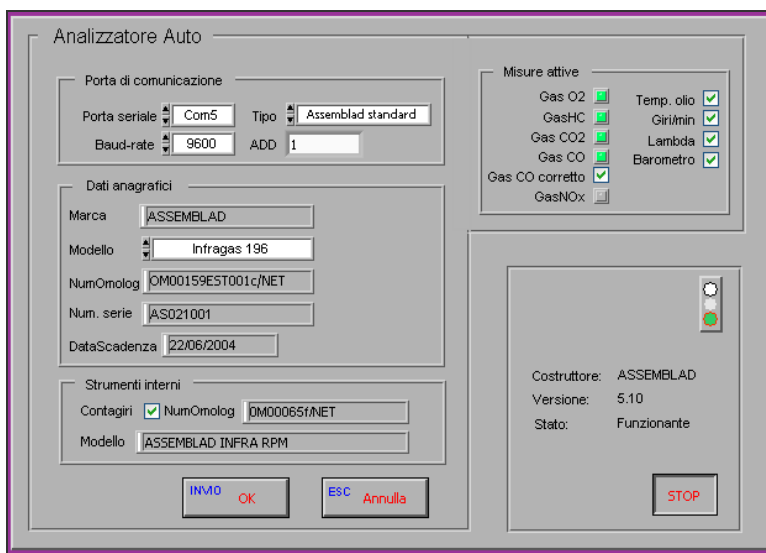 Analizzatore Auto
Porta di comunicazione
Porta seriale Com5 Tipo Assemblad standard
Baud-rate 9600 ADD 1
Dati anagrafici
Marca ASSEMBLAD
Modello Infragas 196
NumOmolog OM00159EST001c/NET
Num. serie AS021001
DataScadenza 22/06/2004
Strumenti interni
Contagiri NumOmolog 0M00065f/NET
Modello ASSEMBLAD INFRA RPM
INVIO OK
ESC Annulla
Misure attive
Gas O2 Temp. olio
GasHC Giri/min
Gas CO2 Lambda
Gas CO Barometro
Gas CO corretto
GasNOx
Costruttore: ASSEMBLAD
Versione: 5.10
Stato: Funzionante
STOP